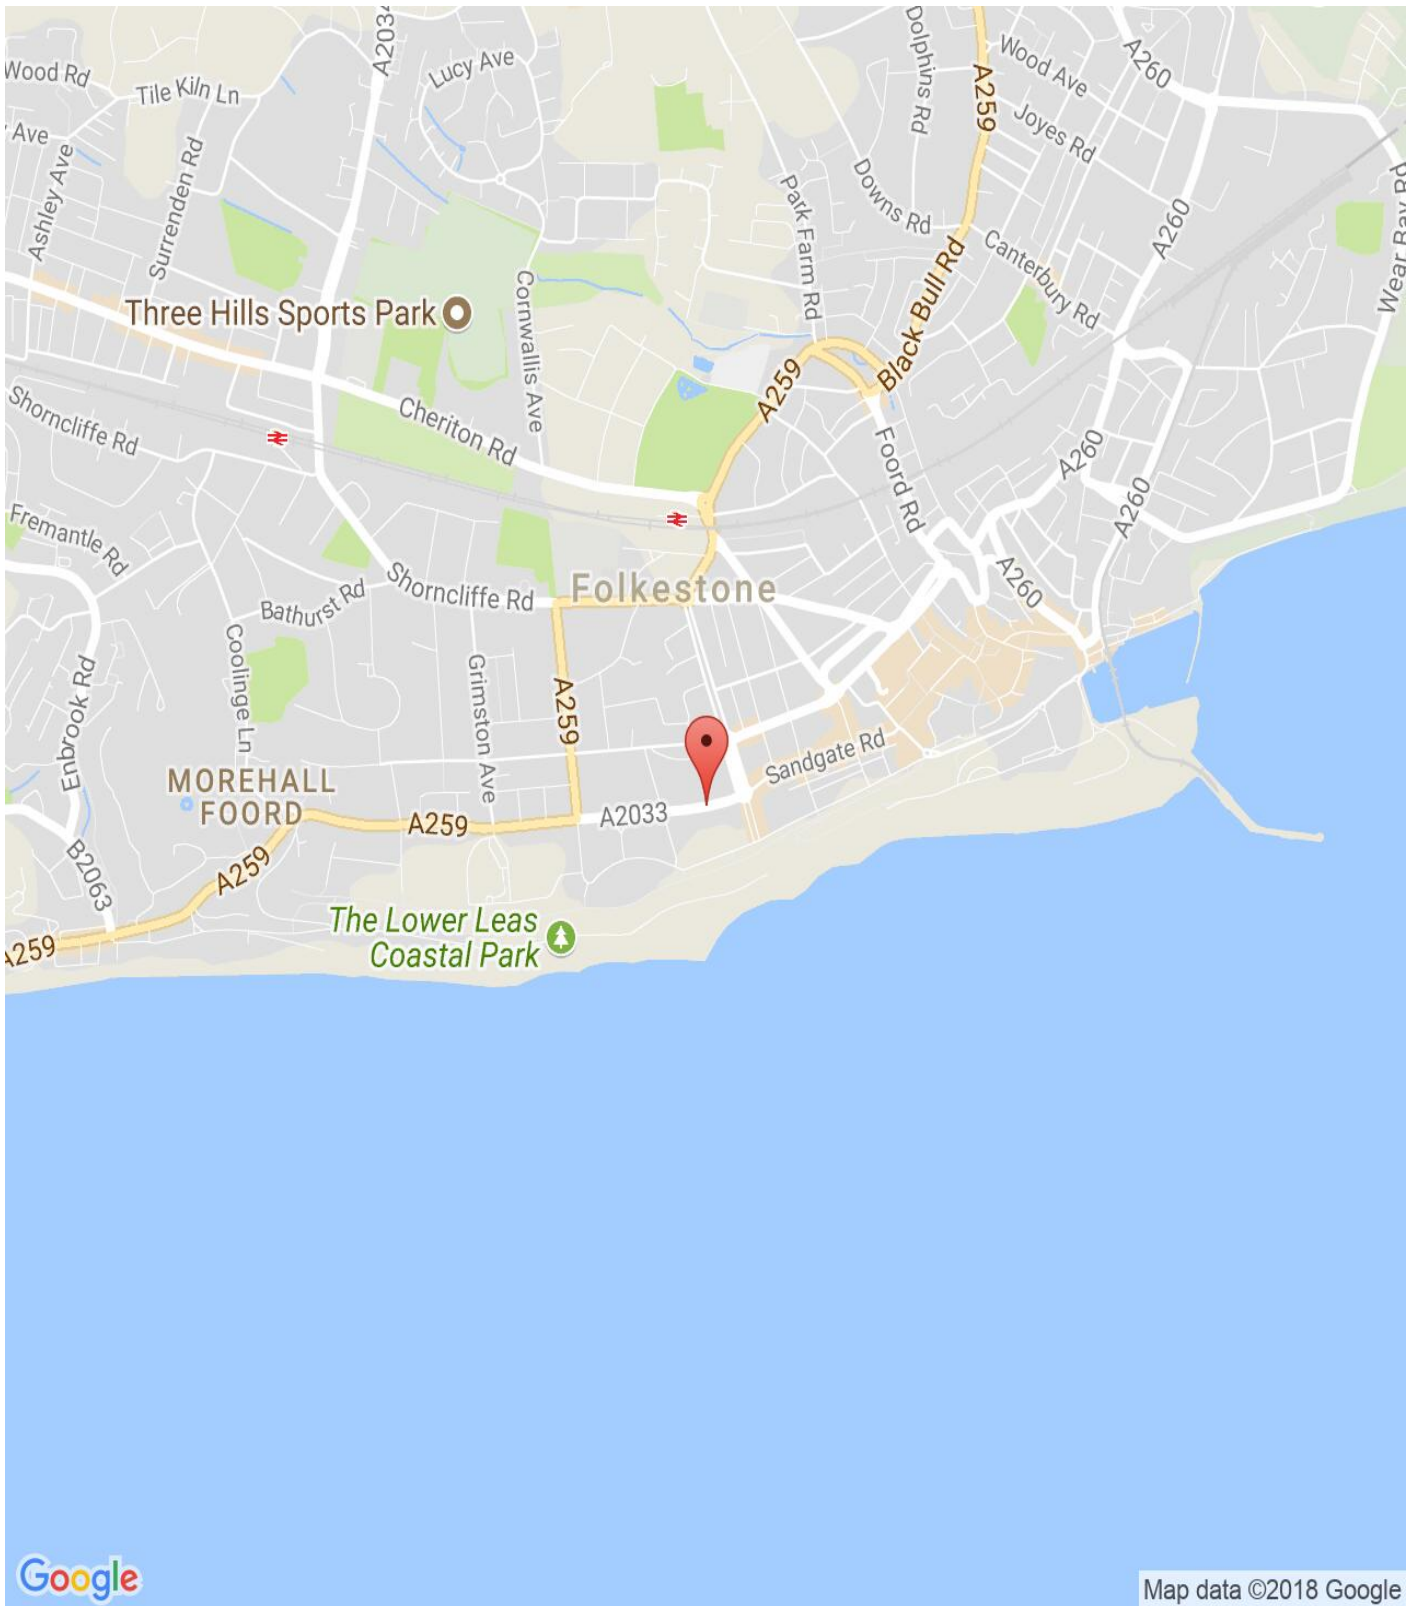 Dolphins Rd
A2034
Wood Rd
Lucy Ave
Wood Ave
A260
A259
Tile Kiln Ln
Joyes Rd
Ave
Ashley Ave
Surrenden Rd
Park Farm Rd
Downs Rd
A260
Wear Bay Rd
Canterbury Rd
Black Bull Rd
Cornwallis Ave
Three Hills Sports Park
A259
Shorncliffe Rd
Cheriton Rd
Foord Rd
A260
A260
Fremantle Rd
Shorncliffe Rd
Bathurst Rd
Folkestone
A260
Coolinge Ln
Grimston Ave
Enbrook Rd
A259
Sandgate Rd
MOREHALL
FOORD
A2033
A259
A259
B2063
The Lower Leas
Coastal Park
A259
Google
Map data ©2018 Google